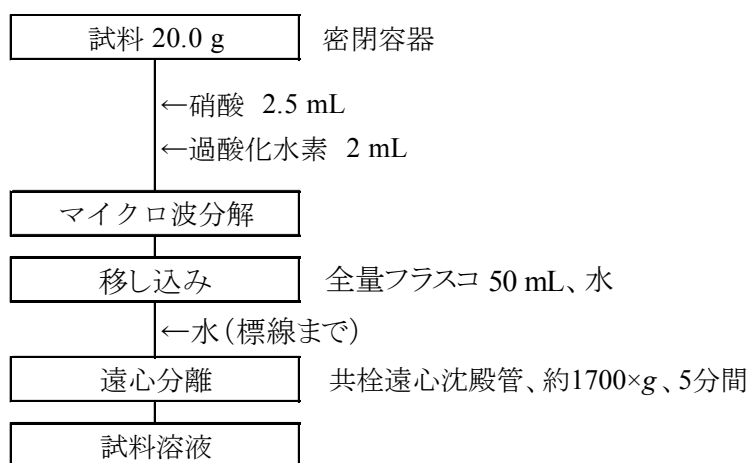 試料 20.0 g 密閉容器
←硝酸 2.5 mL
←過酸化水素 2 mL
マイクロ波分解
移し込み 全量フラスコ 50 mL、水
←水(標線まで)
遠心分離 共栓遠心沈殿管、約1700×g、5分間
試料溶液